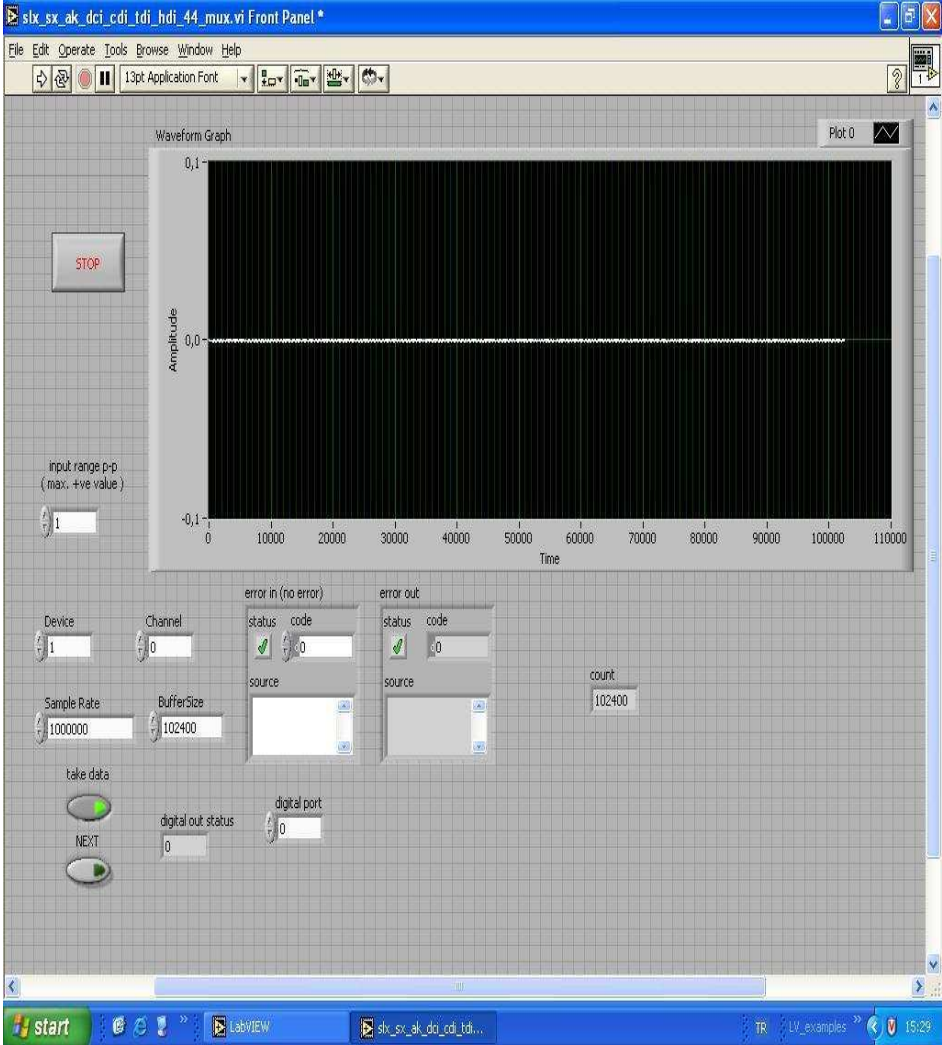 slx_sx_ak_dci_cdi_tdi_hdi_44_mux.vi Front Panel *
File Edit Operate Tools Browse Window Help
13pt Application Font
?
1
Waveform Graph
Plot 0
0,1
STOP
Amplitude
0,0
input range p-p
( max. +ve value )
1
-0,1
0 10000 20000 30000 40000 50000 60000 70000 80000 90000 100000 110000
Time
error in (no error) error out
Device Channel status code status code
1 0 0 0
source source
count
102400
Sample Rate BufferSize
1000000 102400
take data
digital port
digital out status
0
NEXT
0
start LabVIEW slx_sx_ak_dci_cdi_tdi... TR LV_examples 15:29